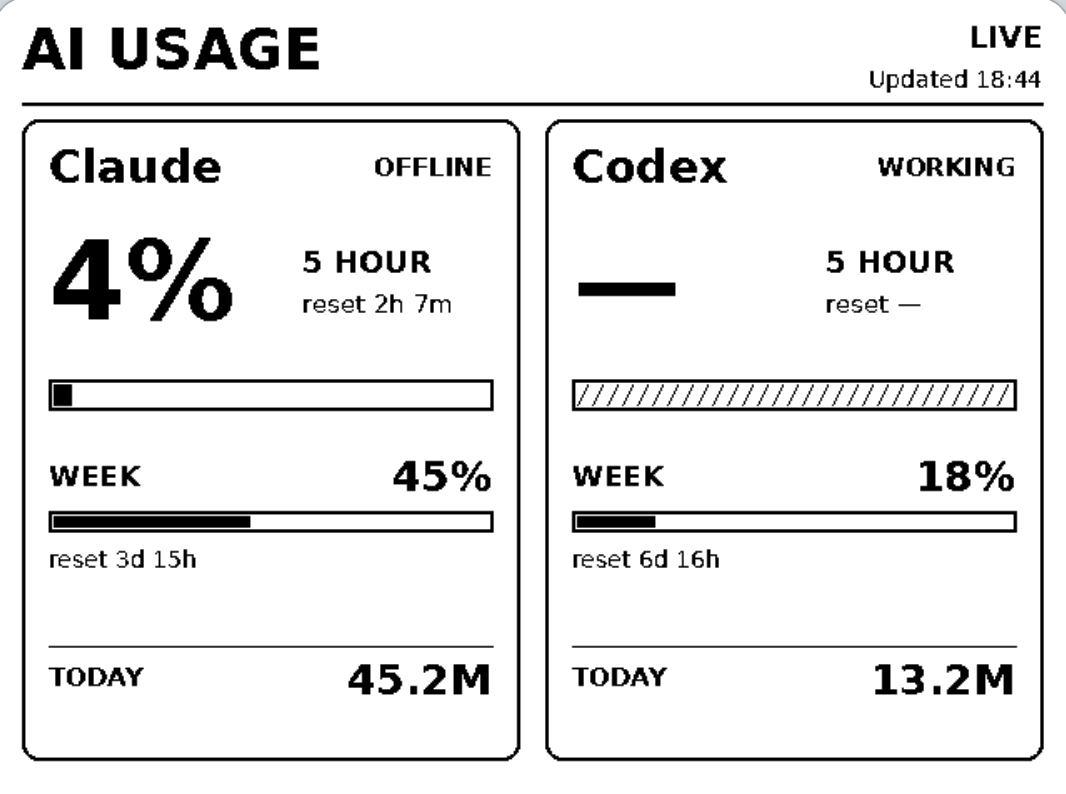 AI USAGE
LIVE
Updated 18:44
Claude
OFFLINE
4%
5 HOUR
reset 2h 7m
WEEK
45%
reset 3d 15h
TODAY
45.2M
Codex
WORKING
—
5 HOUR
reset —
WEEK
18%
reset 6d 16h
TODAY
13.2M